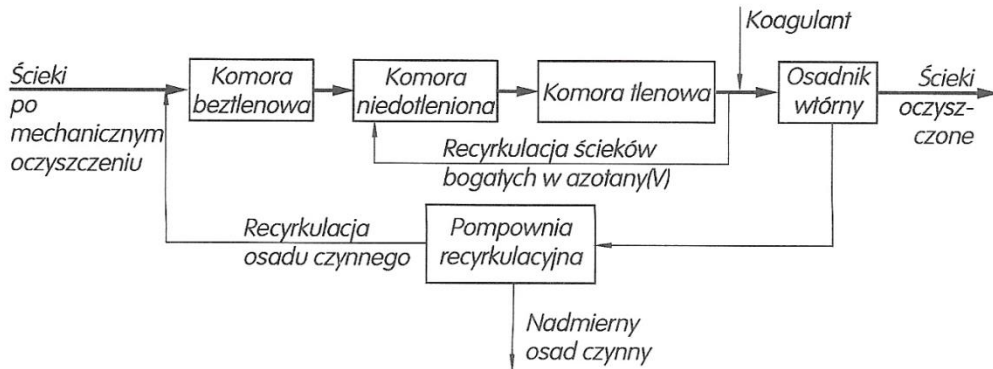 Koagulant
Ścieki
po
mechanicznym
oczyszczeniu
Komora
beztlenowa
Komora
niedotleniona
Komora tlenowa
Osadnik
wtórny
Ścieki
oczysz-
czone
Recyrkulacja ścieków
bogatych w azotany(V)
Recyrkulacja
osadu czynnego
Pompownia
recyrkulacyjna
Nadmierny
osad czynny